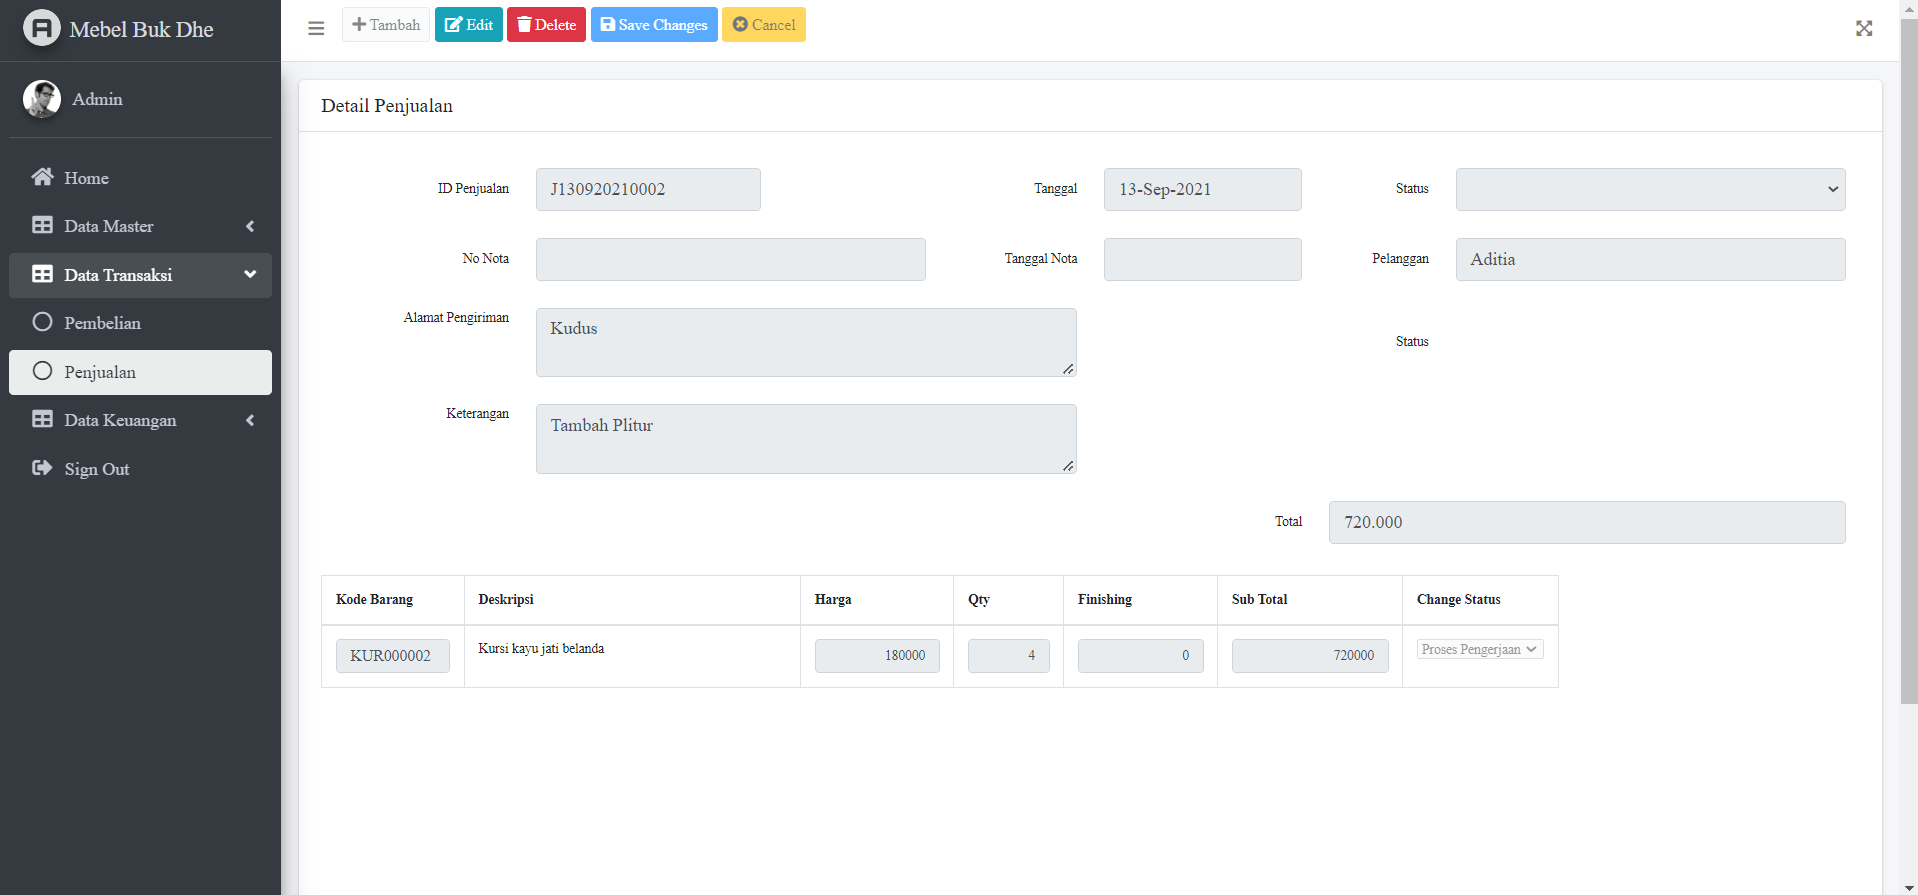 Mebel Buk Dhe
Admin
Home
Data Master
Data Transaksi
Pembelian
Penjualan
Data Keuangan
Sign Out
Tambah Edit Delete Save Changes Cancel
Detail Penjualan
ID Penjualan J130920210002 Tanggal 13-Sep-2021 Status
No Nota Tanggal Nota Pelanggan Aditia
Alamat Pengiriman Kudus Status
Keterangan Tambah Plitur
Total 720.000
Kode Barang Deskripsi Harga Qty Finishing Sub Total Change Status
KUR000002 Kursi kayu jati belanda 180000 4 0 720000 Proses Pengerjaan